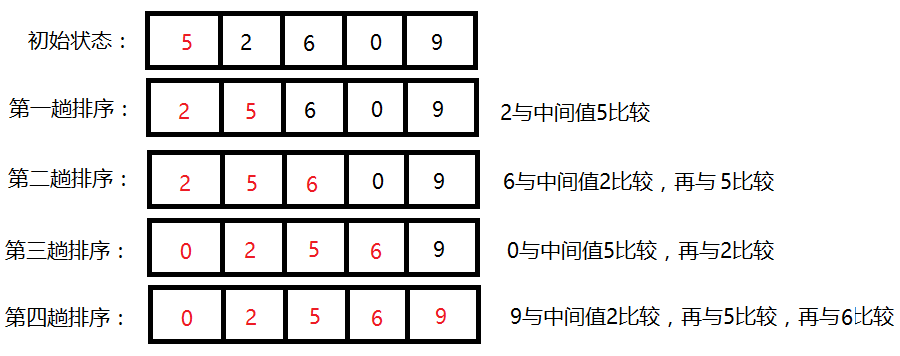 初始状态： 5 2 6 0 9
第一趟排序： 2 5 6 0 9 2与中间值5比较
第二趟排序： 2 5 6 0 9 6与中间值2比较，再与 5比较
第三趟排序： 0 2 5 6 9 0与中间值5比较，再与2比较
第四趟排序： 0 2 5 6 9 9与中间值2比较，再与5比较，再与6比较